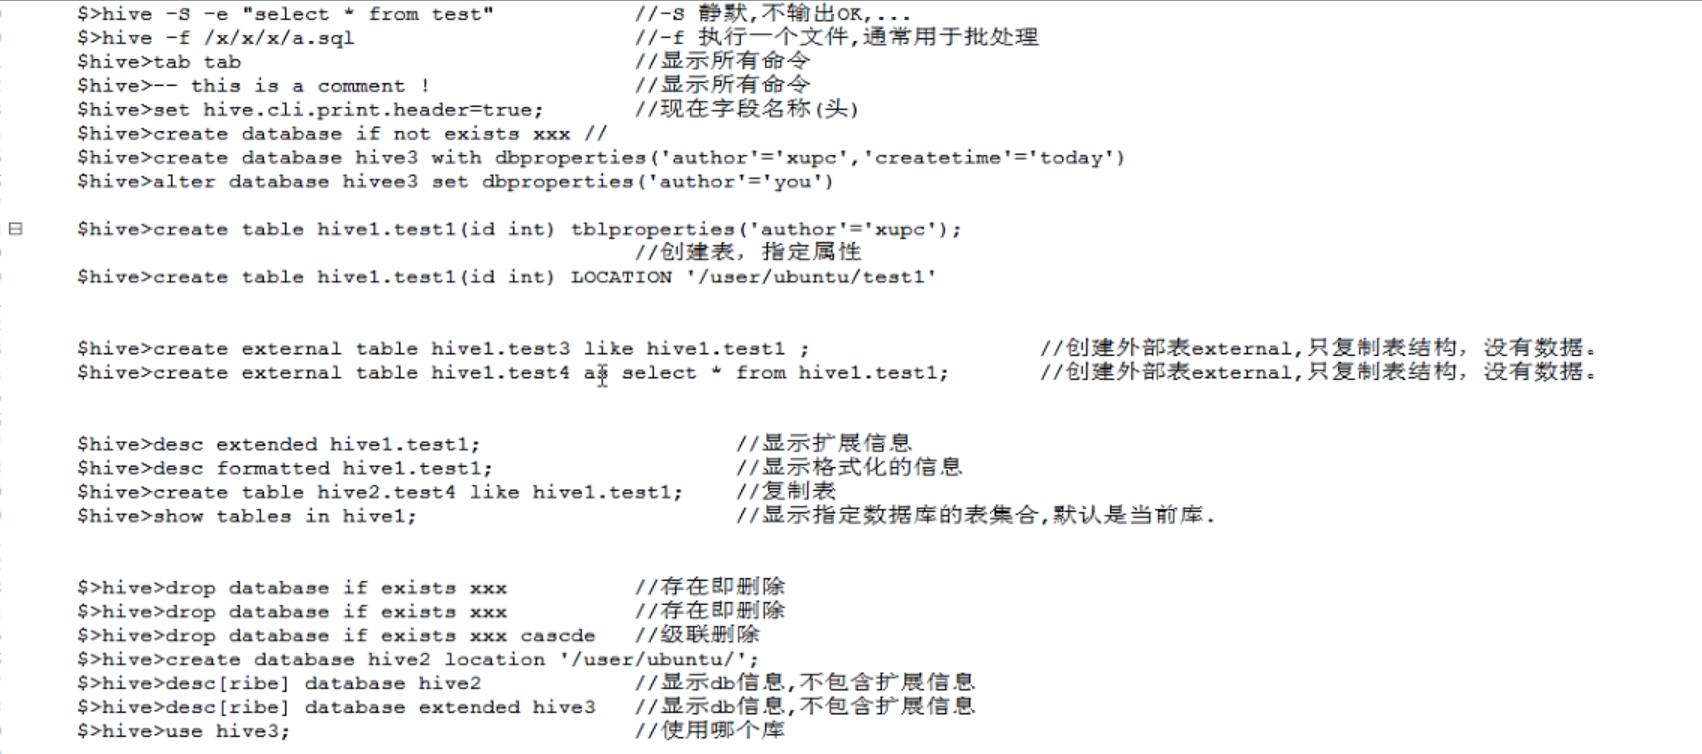 $>hive -S -e "select * from test" //-S 静默,不输出OK,...
$>hive -f /x/x/x/a.sql //-f 执行一个文件,通常用于批处理
$hive>tab tab //显示所有命令
$hive>-- this is a comment ! //显示所有命令
$hive>set hive.cli.print.header=true; //现在字段名称(头)
$hive>create database if not exists xxx //
$hive>create database hive3 with dbproperties('author'='xupc','createtime'='today')
$hive>alter database hivee3 set dbproperties('author'='you')
$hive>create table hive1.test1(id int) tblproperties('author'='xupc');
//创建表，指定属性
$hive>create table hive1.test1(id int) LOCATION '/user/ubuntu/test1'
$hive>create external table hive1.test3 like hive1.test1 ; //创建外部表external,只复制表结构，没有数据。
$hive>create external table hive1.test4 as select * from hive1.test1; //创建外部表external,只复制表结构，没有数据。
$hive>desc extended hive1.test1; //显示扩展信息
$hive>desc formatted hive1.test1; //显示格式化的信息
$hive>create table hive2.test4 like hive1.test1; //复制表
$hive>show tables in hive1; //显示指定数据库的表集合,默认是当前库.
$>hive>drop database if exists xxx //存在即删除
$>hive>drop database if exists xxx //存在即删除
$>hive>drop database if exists xxx cascde //级联删除
$>hive>create database hive2 location '/user/ubuntu/';
$>hive>desc[ribe] database hive2 //显示db信息,不包含扩展信息
$>hive>desc[ribe] database extended hive3 //显示db信息,不包含扩展信息
$>hive>use hive3; //使用哪个库